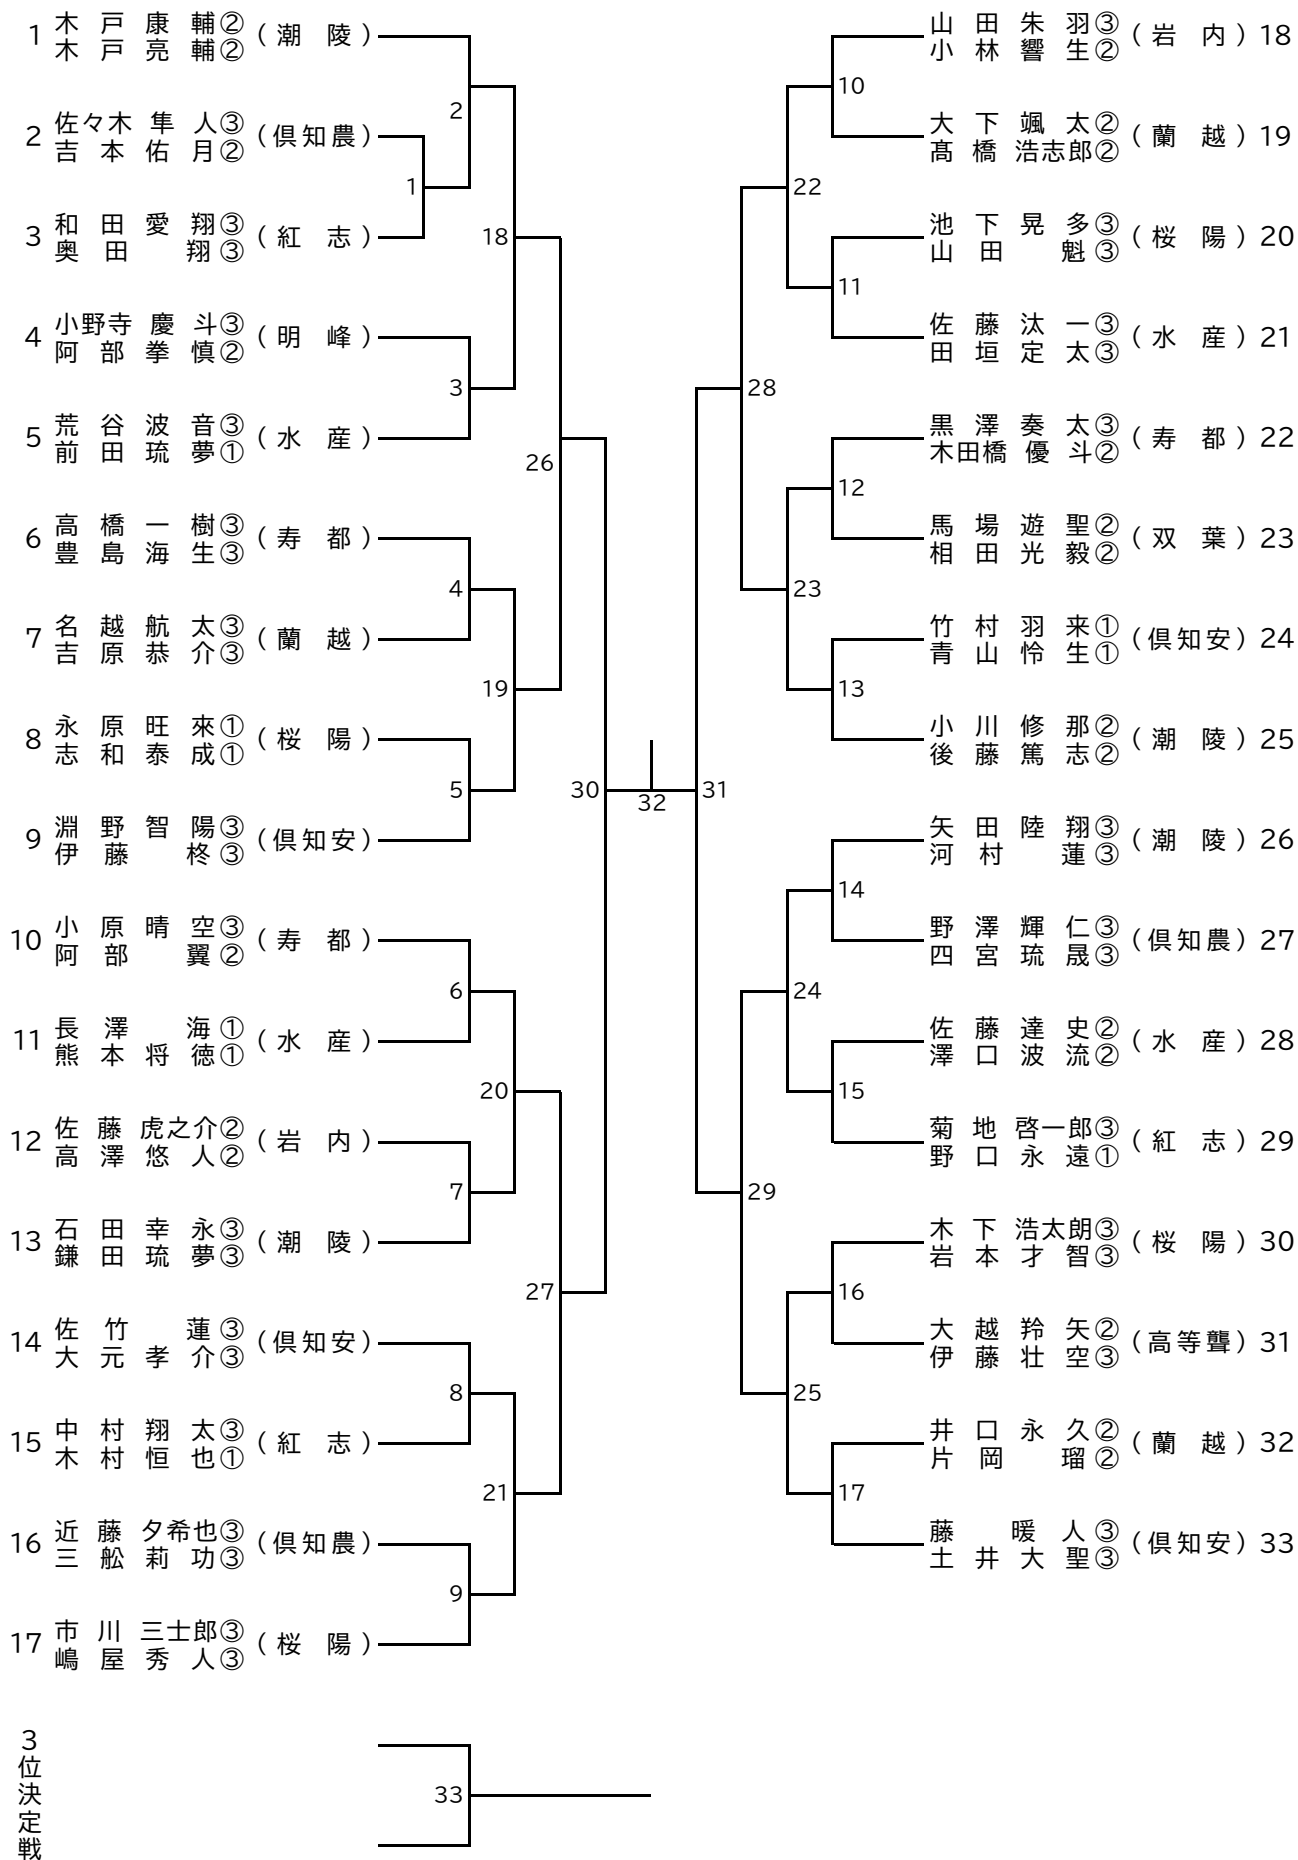 1 木戸康輔② (潮陵)
木戸亮輔②
2 佐々木隼人③ (倶知農)
吉本佑月②
3 和田愛翔③ (紅志)
奥田翔③
4 小野寺慶斗③ (明峰)
阿部拳慎②
5 荒谷波音③ (水産)
前田琉夢①
6 高橋一樹③ (寿都)
豊島海生③
7 名越航太③ (蘭越)
吉原恭介③
8 永原旺來① (桜陽)
志和泰成①
9 淵野智陽③ (倶知安)
伊藤柊③
10 小原晴空③ (寿都)
阿部翼②
11 長澤海① (水産)
熊本将徳①
12 佐藤虎之介② (岩内)
高澤悠人②
13 石田幸永③ (潮陵)
鎌田琉夢③
14 佐竹蓮③ (倶知安)
大元孝介③
15 中村翔太③ (紅志)
木村恒也①
16 近藤夕希也③ (倶知農)
三舩莉功③
17 市川三士郎③ (桜陽)
嶋屋秀人③
1
2
3
4
5
6
7
8
9
18
19
20
21
26
27
30
32
31
28
29
22
23
24
25
10
11
12
13
14
15
16
17
山田朱羽③ (岩内) 18
小林響生②
大下颯太② (蘭越) 19
髙橋浩志郎②
池下晃多③ (桜陽) 20
山田魁③
佐藤汰一③ (水産) 21
田垣定太③
黒澤奏太③ (寿都) 22
木田橋優斗②
馬場遊聖② (双葉) 23
相田光毅②
竹村羽来① (倶知安) 24
青山怜生①
小川修那② (潮陵) 25
後藤篤志②
矢田陸翔③ (潮陵) 26
河村蓮③
野澤輝仁③ (倶知農) 27
四宮琉晟③
佐藤達史② (水産) 28
澤口波流②
菊地啓一郎③ (紅志) 29
野口永遠①
木下浩太朗③ (桜陽) 30
岩本才智③
大越羚矢② (高等聾) 31
伊藤壮空③
井口永久② (蘭越) 32
片岡瑠②
藤暖人③ (倶知安) 33
土井大聖③
3位決定戦
33